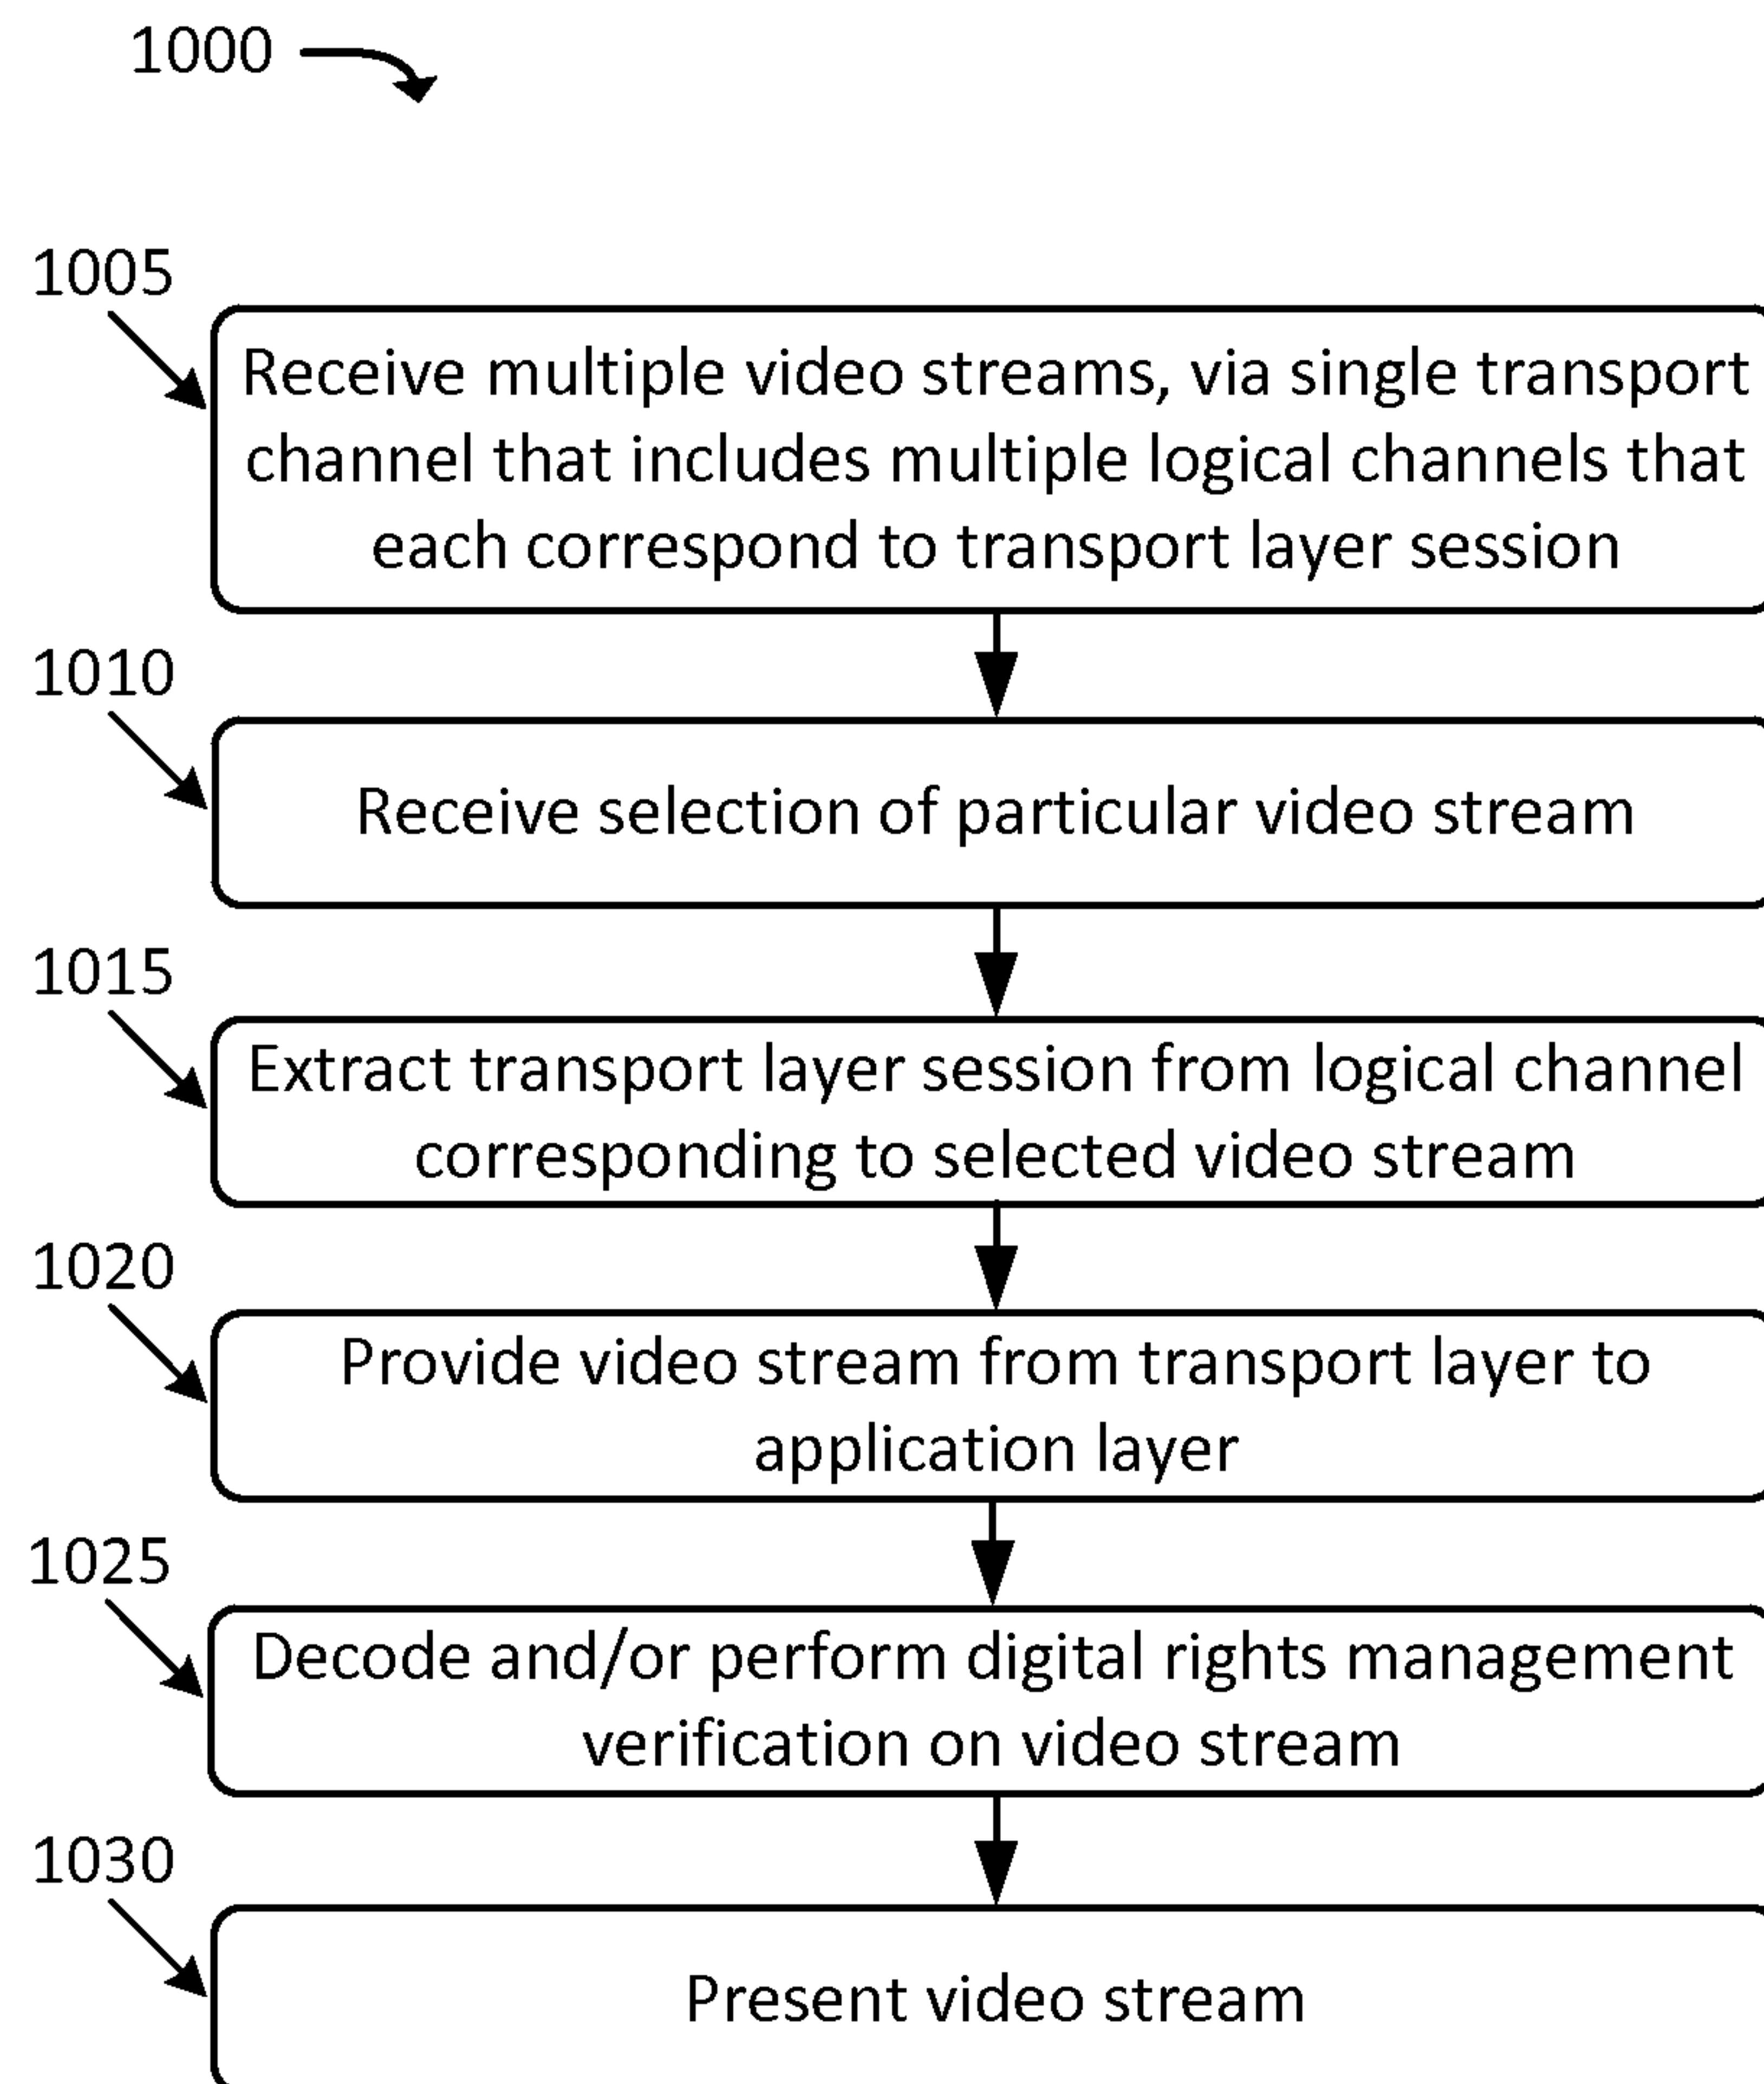 1000
1005
Receive multiple video streams, via single transport
channel that includes multiple logical channels that
each correspond to transport layer session
1010
Receive selection of particular video stream
1015
Extract transport layer session from logical channel
corresponding to selected video stream
1020
Provide video stream from transport layer to
application layer
1025
Decode and/or perform digital rights management
verification on video stream
1030
Present video stream